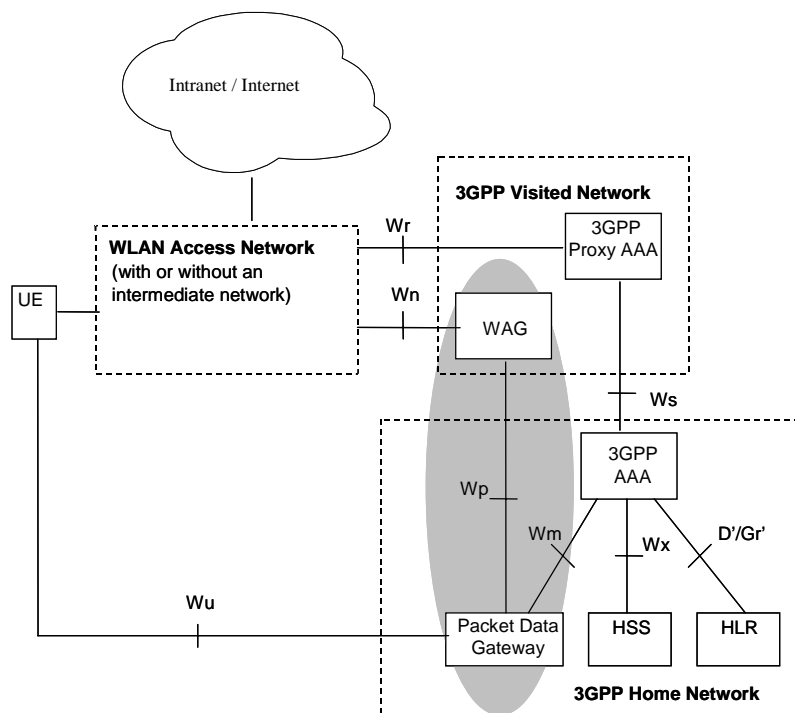 Intranet / Internet
3GPP Visited Network
Wr
3GPP
Proxy AAA
WLAN Access Network
(with or without an
intermediate network)
UE
Wn
WAG
Ws
3GPP
AAA
Wp
Wm
Wx
D’/Gr’
Wu
Packet Data
Gateway
HSS
HLR
3GPP Home Network